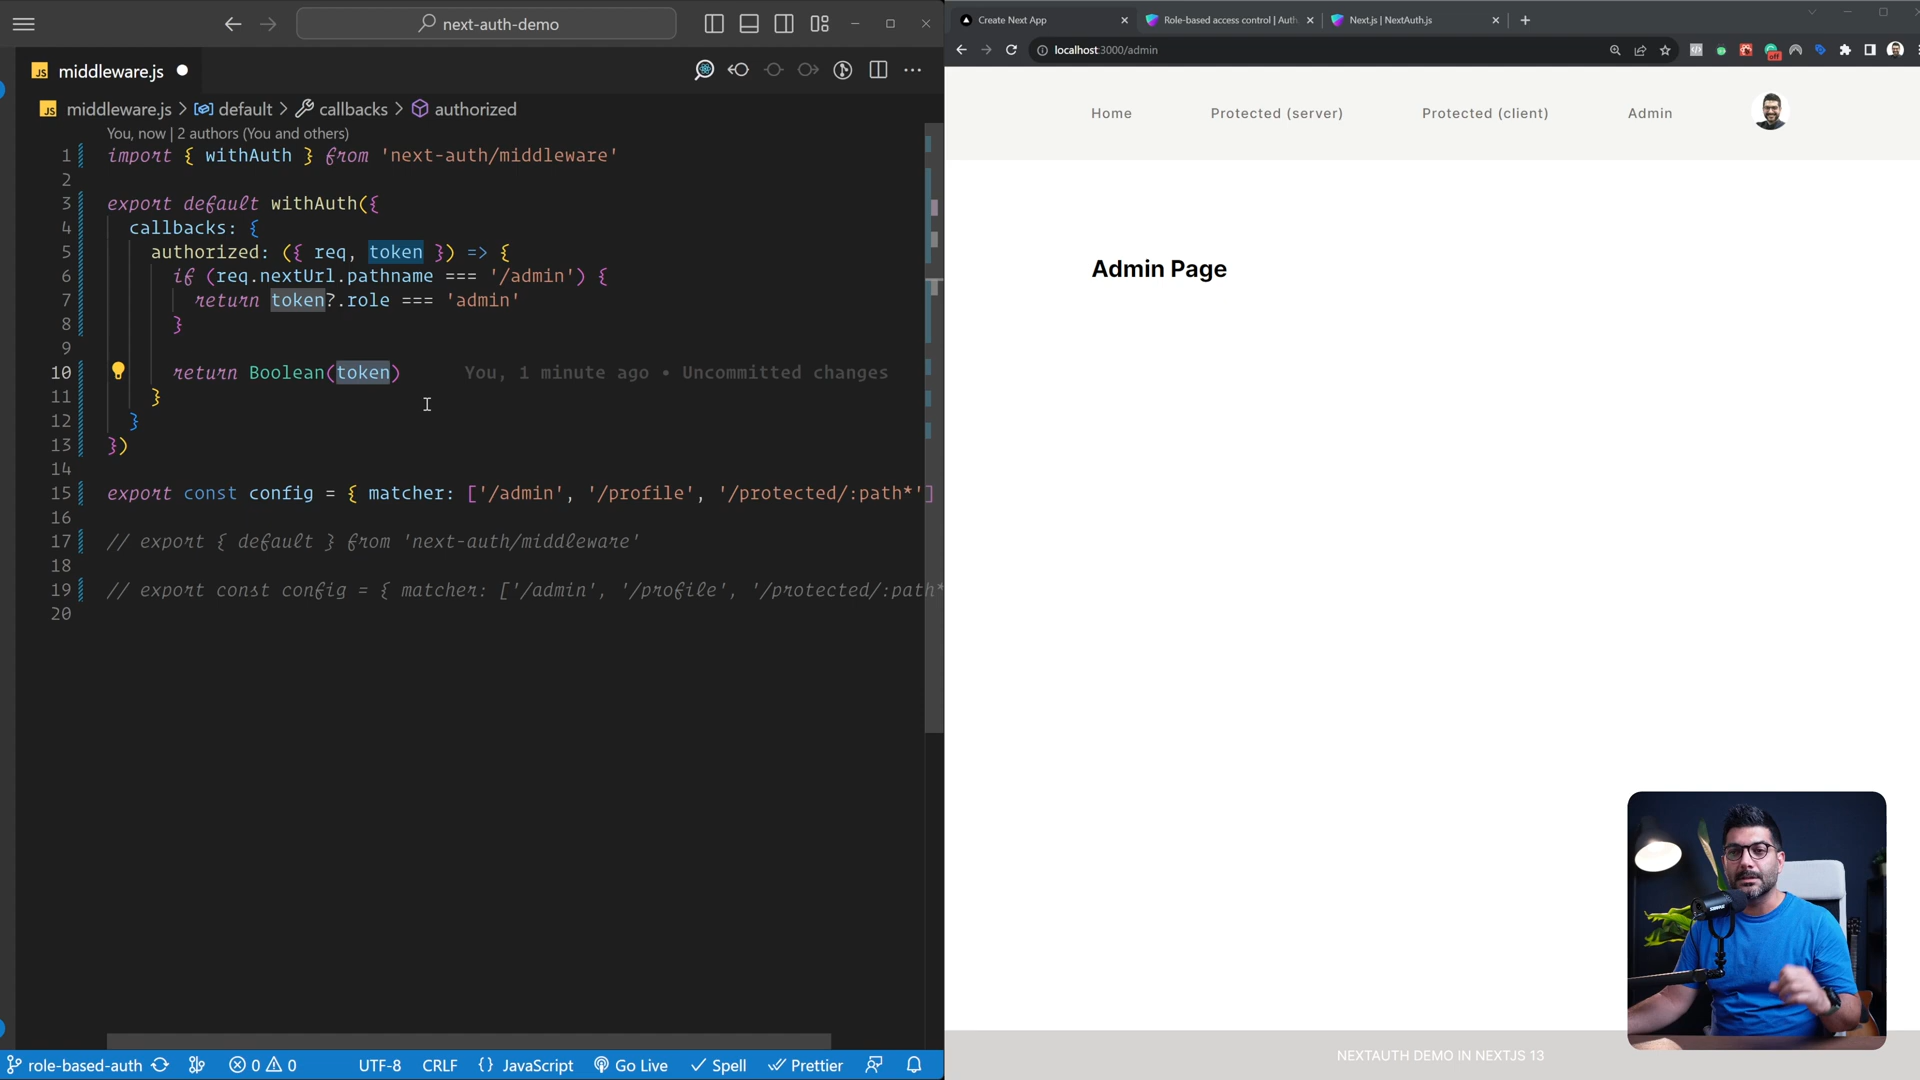 next-auth-demo
JS middleware.js
JS middleware.js > default > callbacks > authorized
You, now | 2 authors (You and others)
1 import { withAuth } from 'next-auth/middleware'
2
3 export default withAuth({
4 callbacks: {
5 authorized: ({ req, token }) => {
6 if (req.nextUrl.pathname === '/admin') {
7 return token?.role === 'admin'
8 }
9
10 return Boolean(token) You, 1 minute ago • Uncommitted changes
11 }
12 }
13 })
14
15 export const config = { matcher: ['/admin', '/profile', '/protected/:path*']
16
17 // export { default } from 'next-auth/middleware'
18
19 // export const config = { matcher: ['/admin', '/profile', '/protected/:path*
20
role-based-auth 0 0 UTF-8 CRLF {} JavaScript Go Live Spell Prettier
Create Next App
Role-based access control | Auth
Next.js | NextAuth.js
localhost:3000/admin
off
Home Protected (server) Protected (client) Admin
Admin Page
NEXTAUTH DEMO IN NEXTJS 13